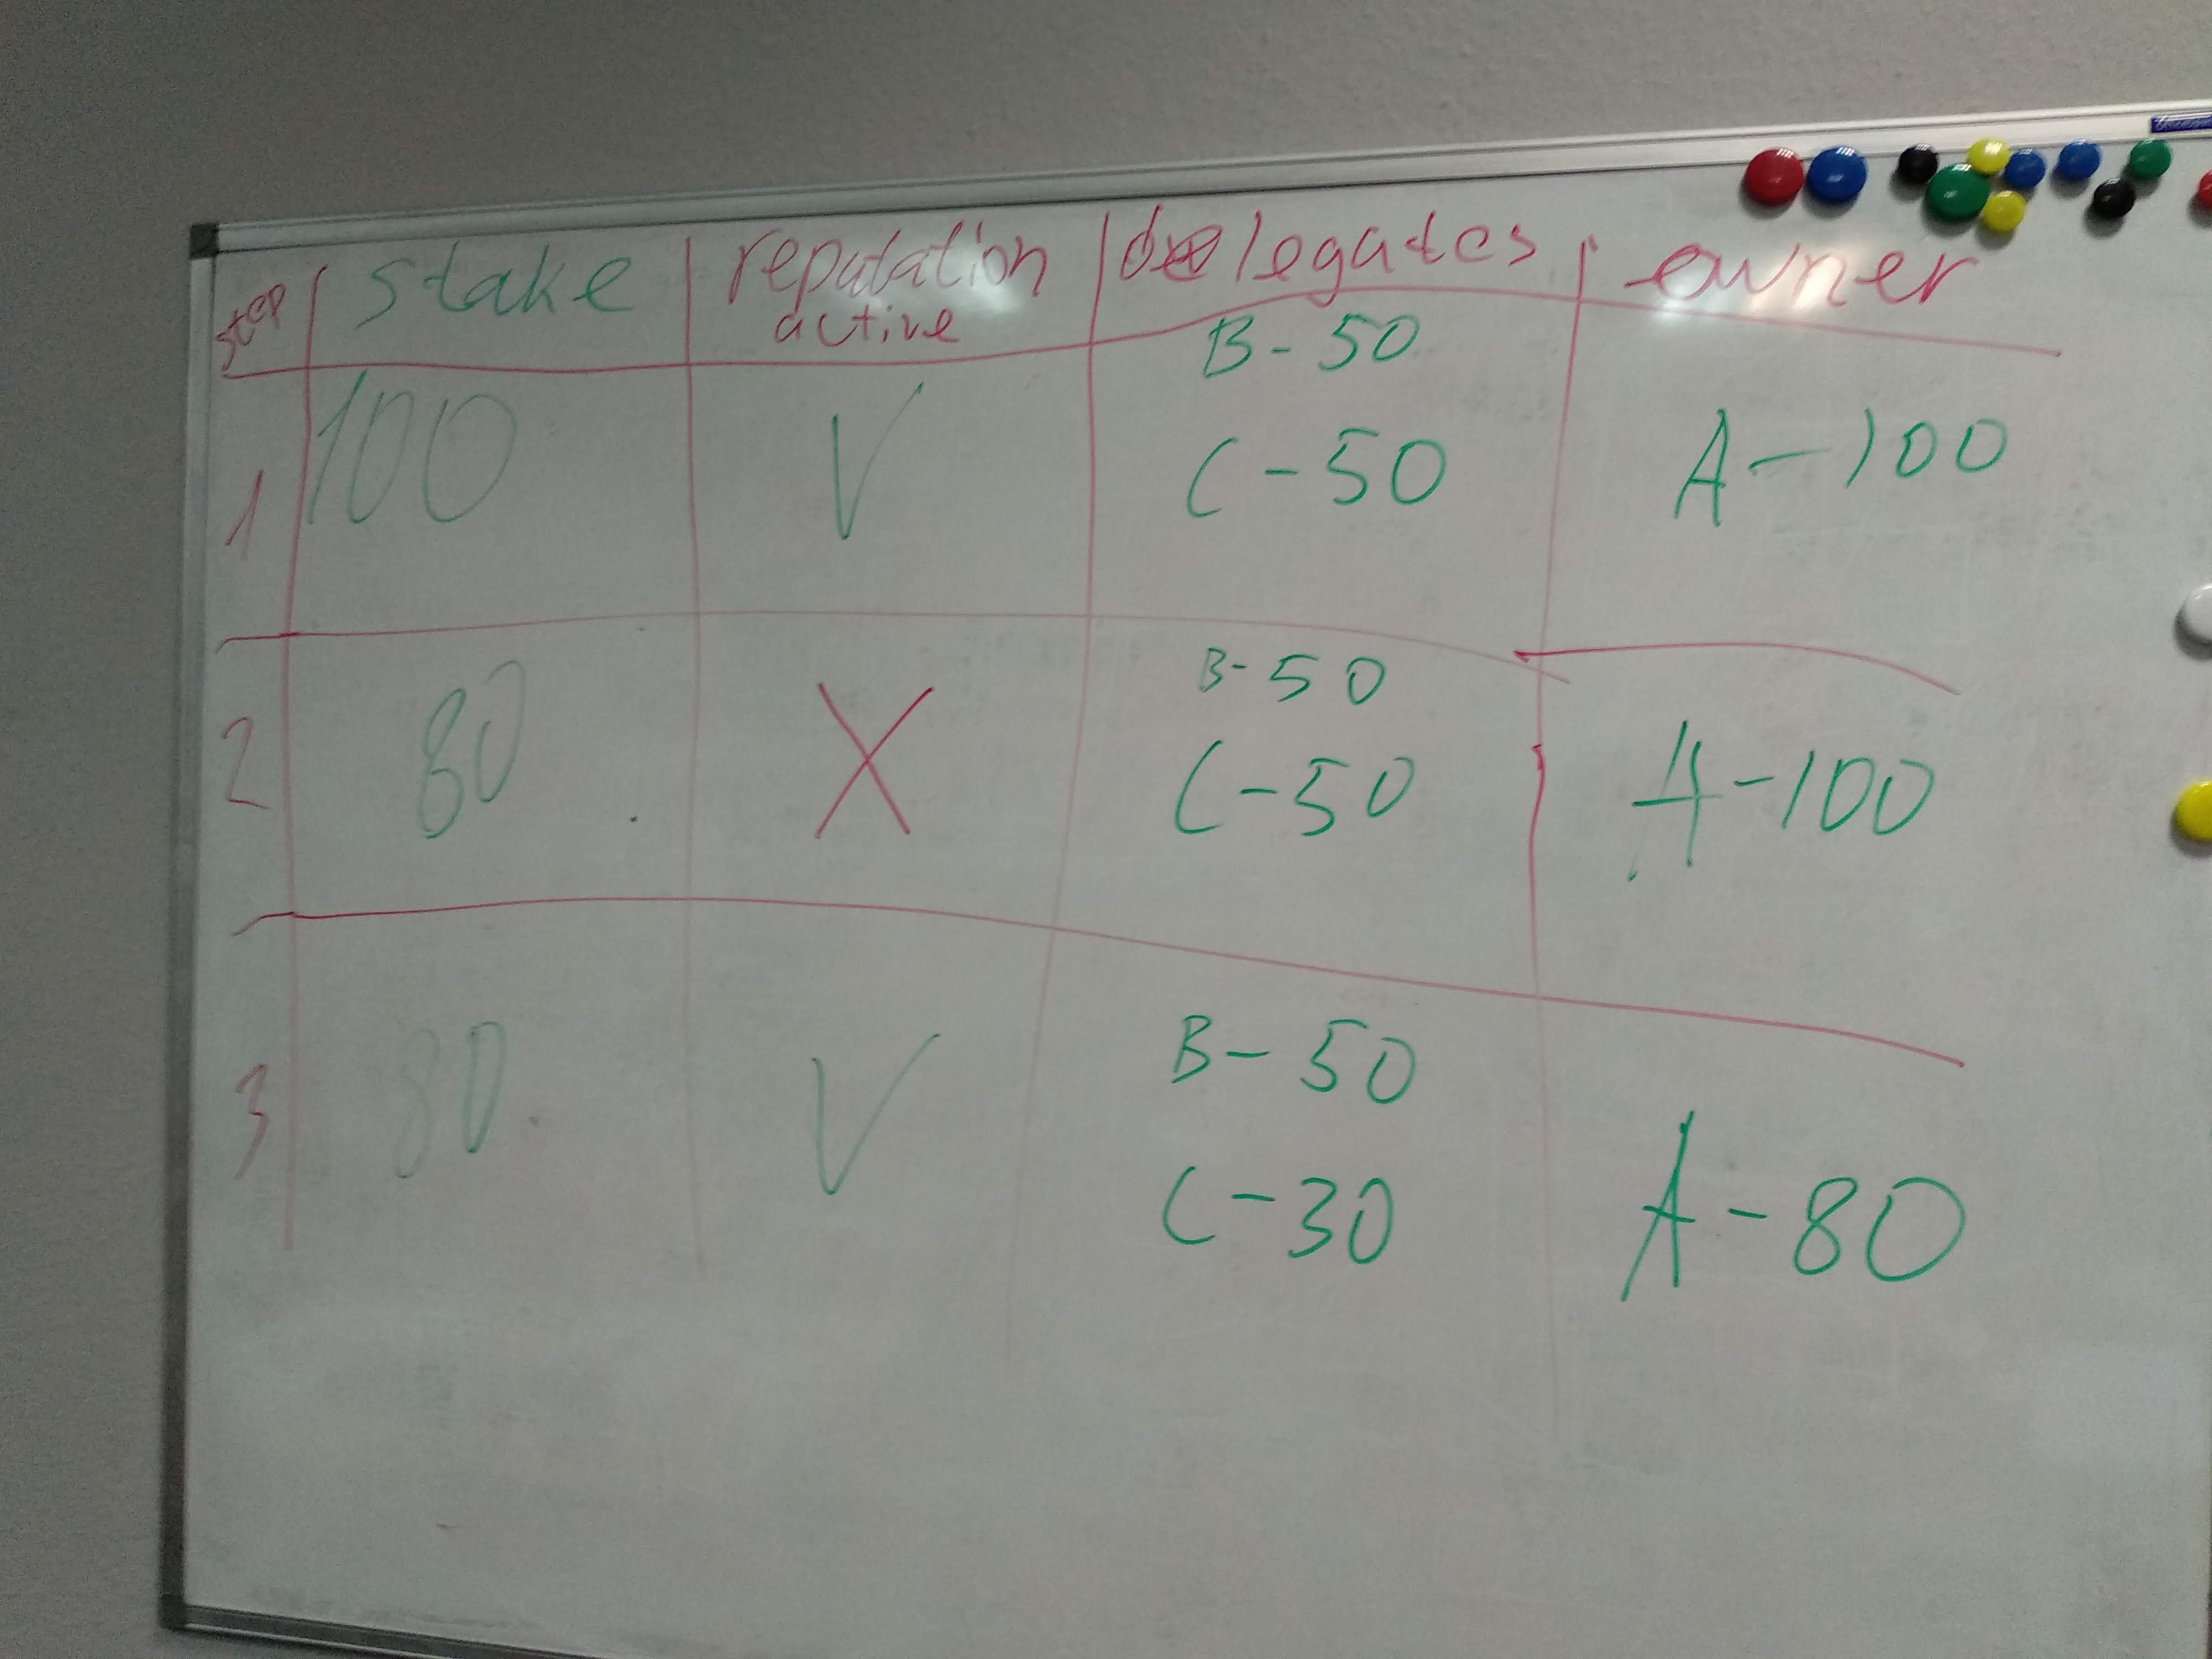 step stake reputation active delegates owner
1 100 V B-50 A-100
C-50
2 80 X B-50 A-100
C-50
3 80 V B-50 A-80
C-30